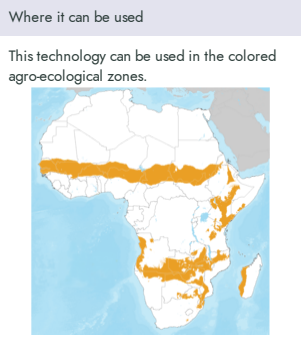 Where it can be used
This technology can be used in the colored
agro-ecological zones.